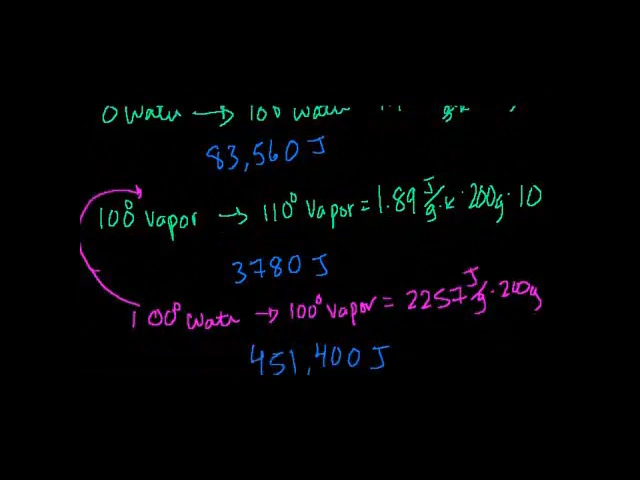 0 Water → 100 Water
83,560 J
100° Vapor → 110° Vapor = 1.89 J/g·K · 200g · 10
3780 J
100° Water → 100° Vapor = 2257 J/g · 200g
451,400 J